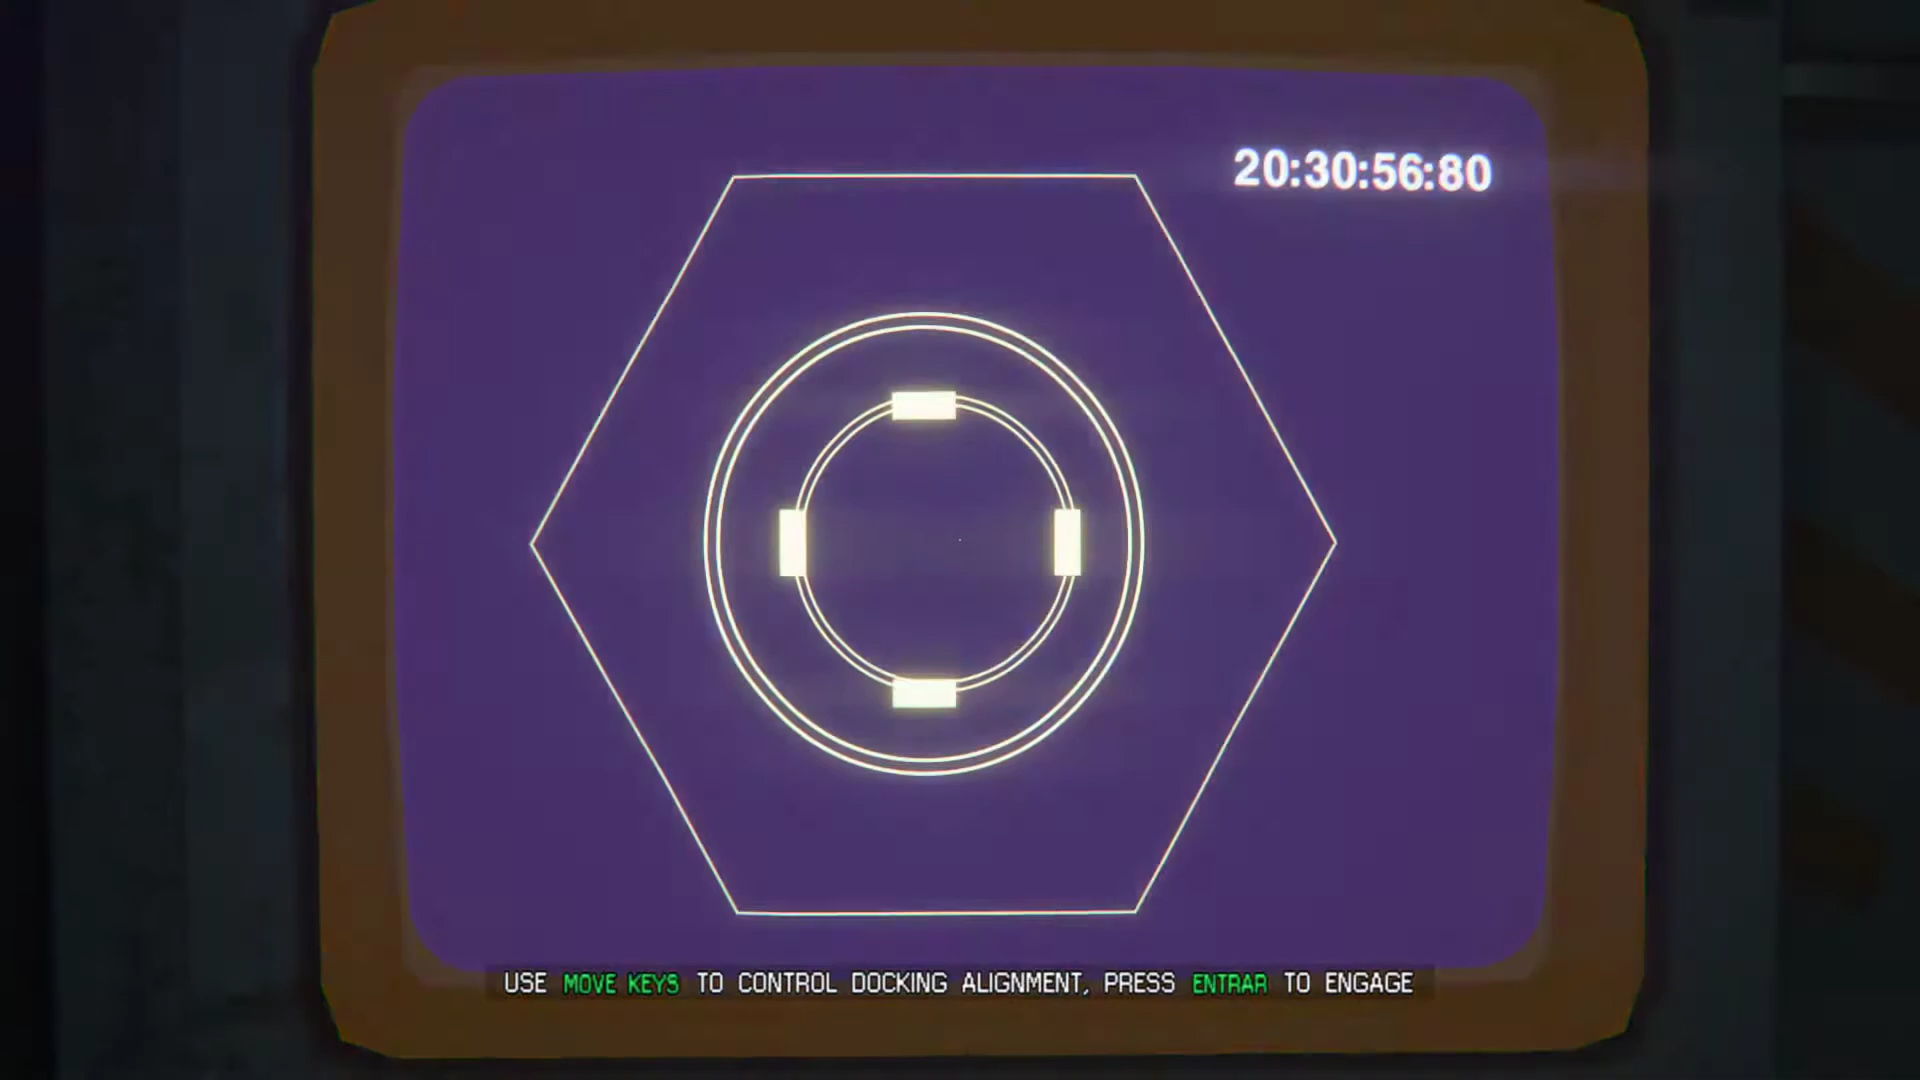 20:30:56:80
USE MOVE KEYS TO CONTROL DOCKING ALIGNMENT, PRESS ENTRAR TO ENGAGE